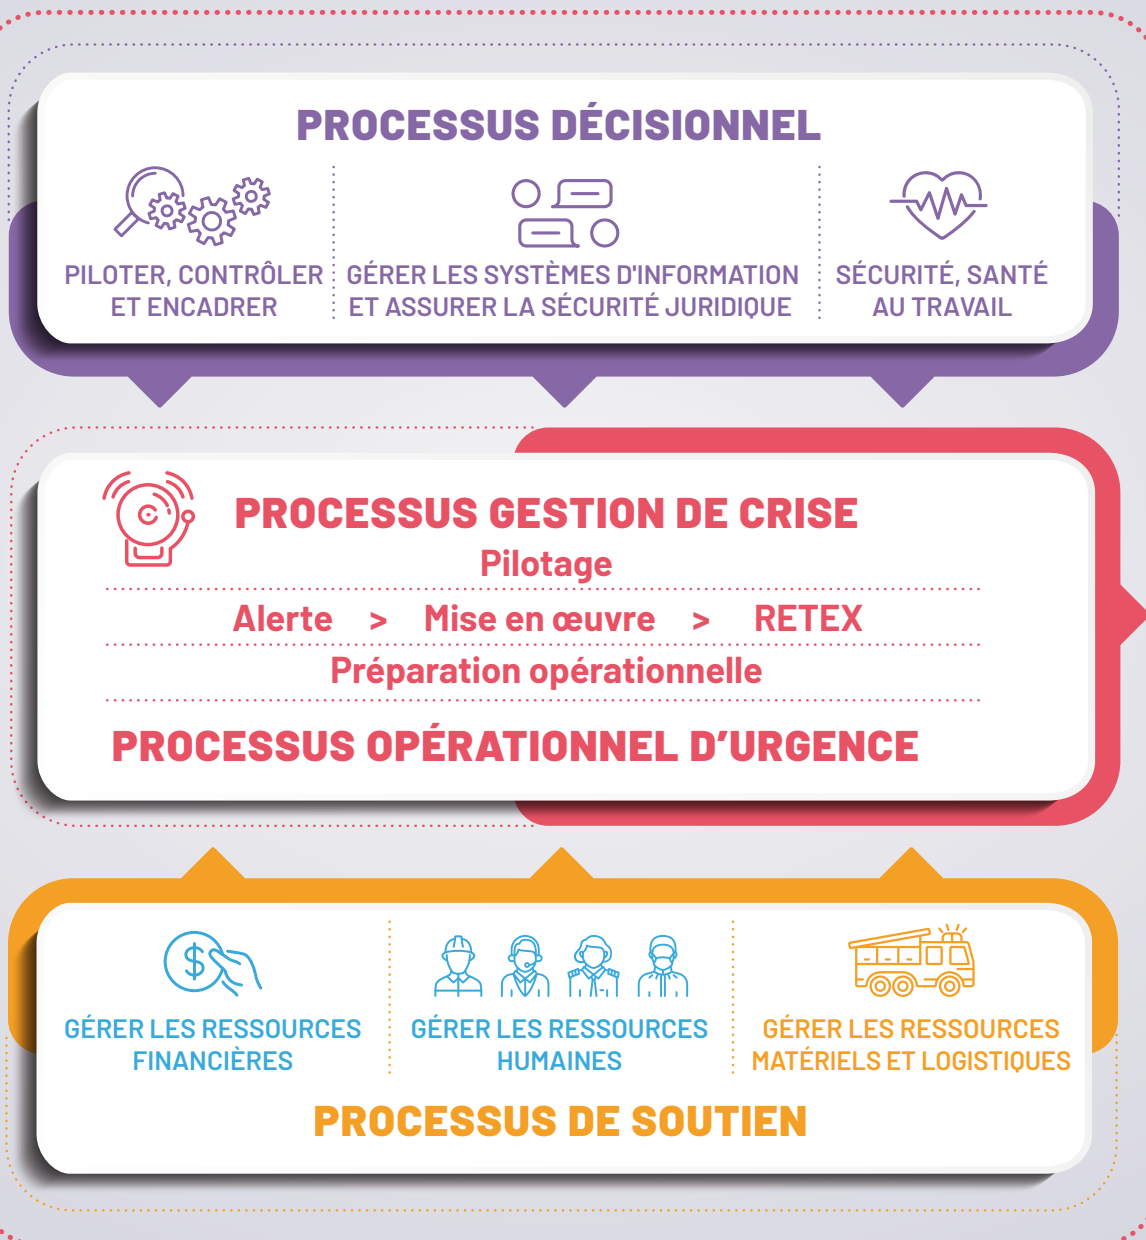 PROCESSUS DÉCISIONNEL
PILOTER, CONTRÔLER
ET ENCADRER
GÉRER LES SYSTÈMES D'INFORMATION
ET ASSURER LA SÉCURITÉ JURIDIQUE
SÉCURITÉ, SANTÉ
AU TRAVAIL
PROCESSUS GESTION DE CRISE
Pilotage
Alerte > Mise en œuvre > RETEX
Préparation opérationnelle
PROCESSUS OPÉRATIONNEL D’URGENCE
$
GÉRER LES RESSOURCES
FINANCIÈRES
GÉRER LES RESSOURCES
HUMAINES
GÉRER LES RESSOURCES
MATÉRIELS ET LOGISTIQUES
PROCESSUS DE SOUTIEN